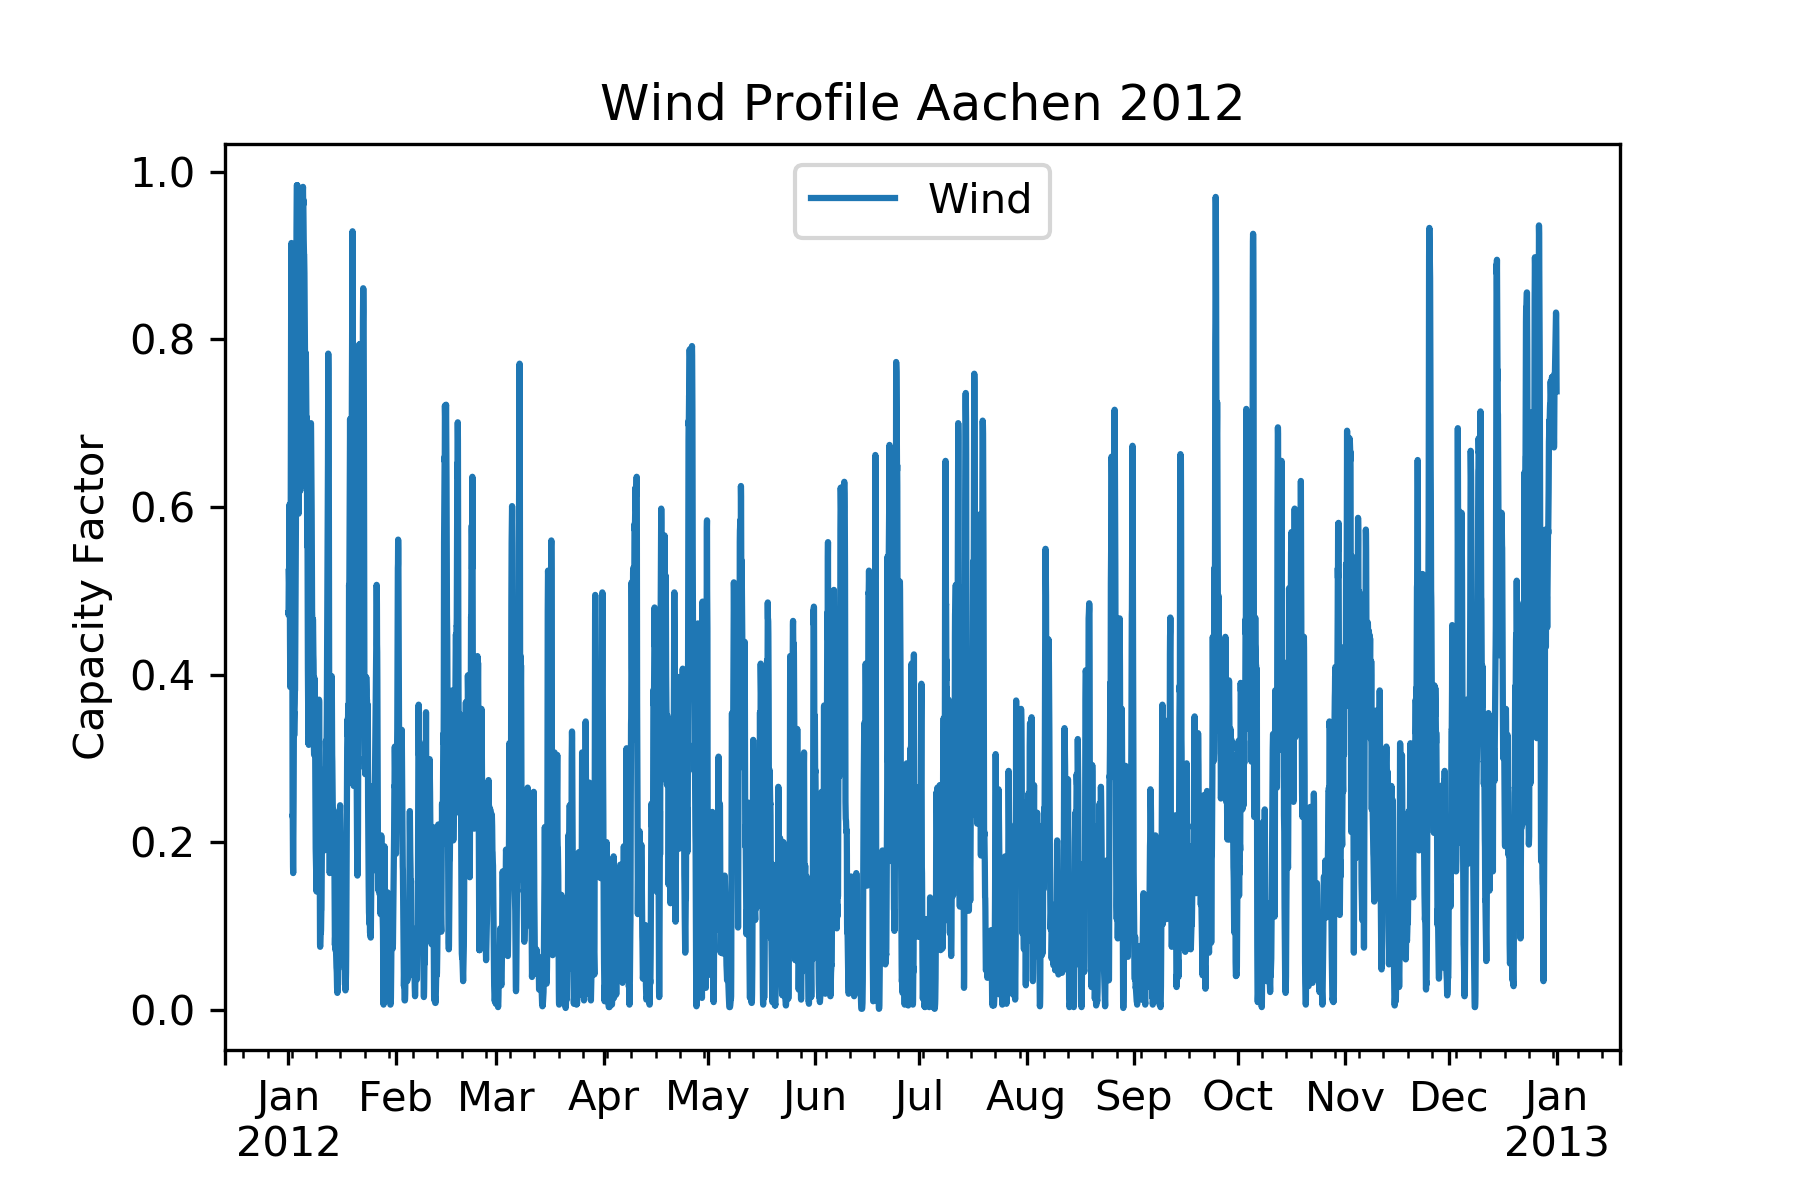 Wind Profile Aachen 2012
Wind
Capacity Factor
1.0
0.8
0.6
0.4
0.2
0.0
Jan Feb Mar Apr May Jun Jul Aug Sep Oct Nov Dec Jan
2012 2013